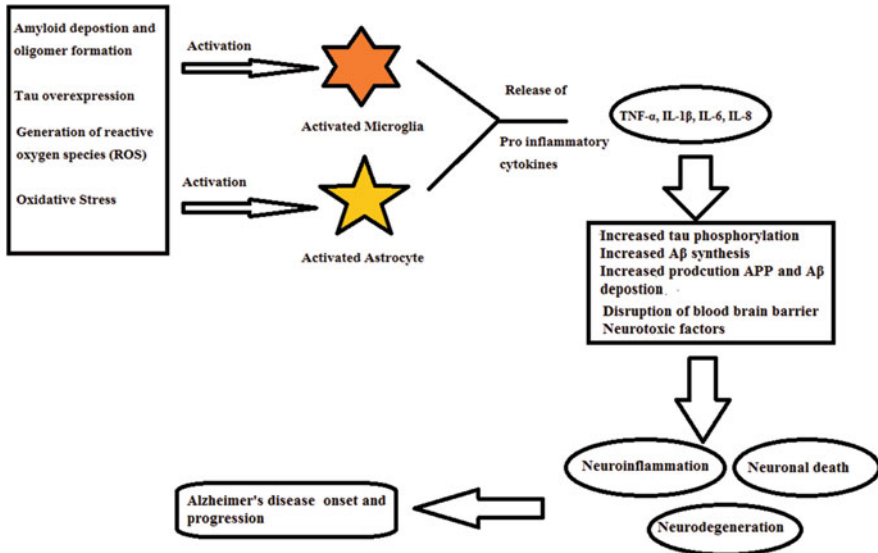 Amyloid depostion and
oligomer formation
Tau overexpression
Generation of reactive
oxygen species (ROS)
Oxidative Stress
Activation
Activated Microglia
Activation
Activated Astrocyte
Release of
Pro inflammatory
cytokines
TNF-α, IL-1β, IL-6, IL-8
Increased tau phosphorylation
Increased Aβ synthesis
Increased prodcution APP and Aβ
depostion
Disruption of blood brain barrier
Neurotoxic factors
Neuroinflammation
Neuronal death
Neurodegeneration
Alzheimer's disease onset and
progression